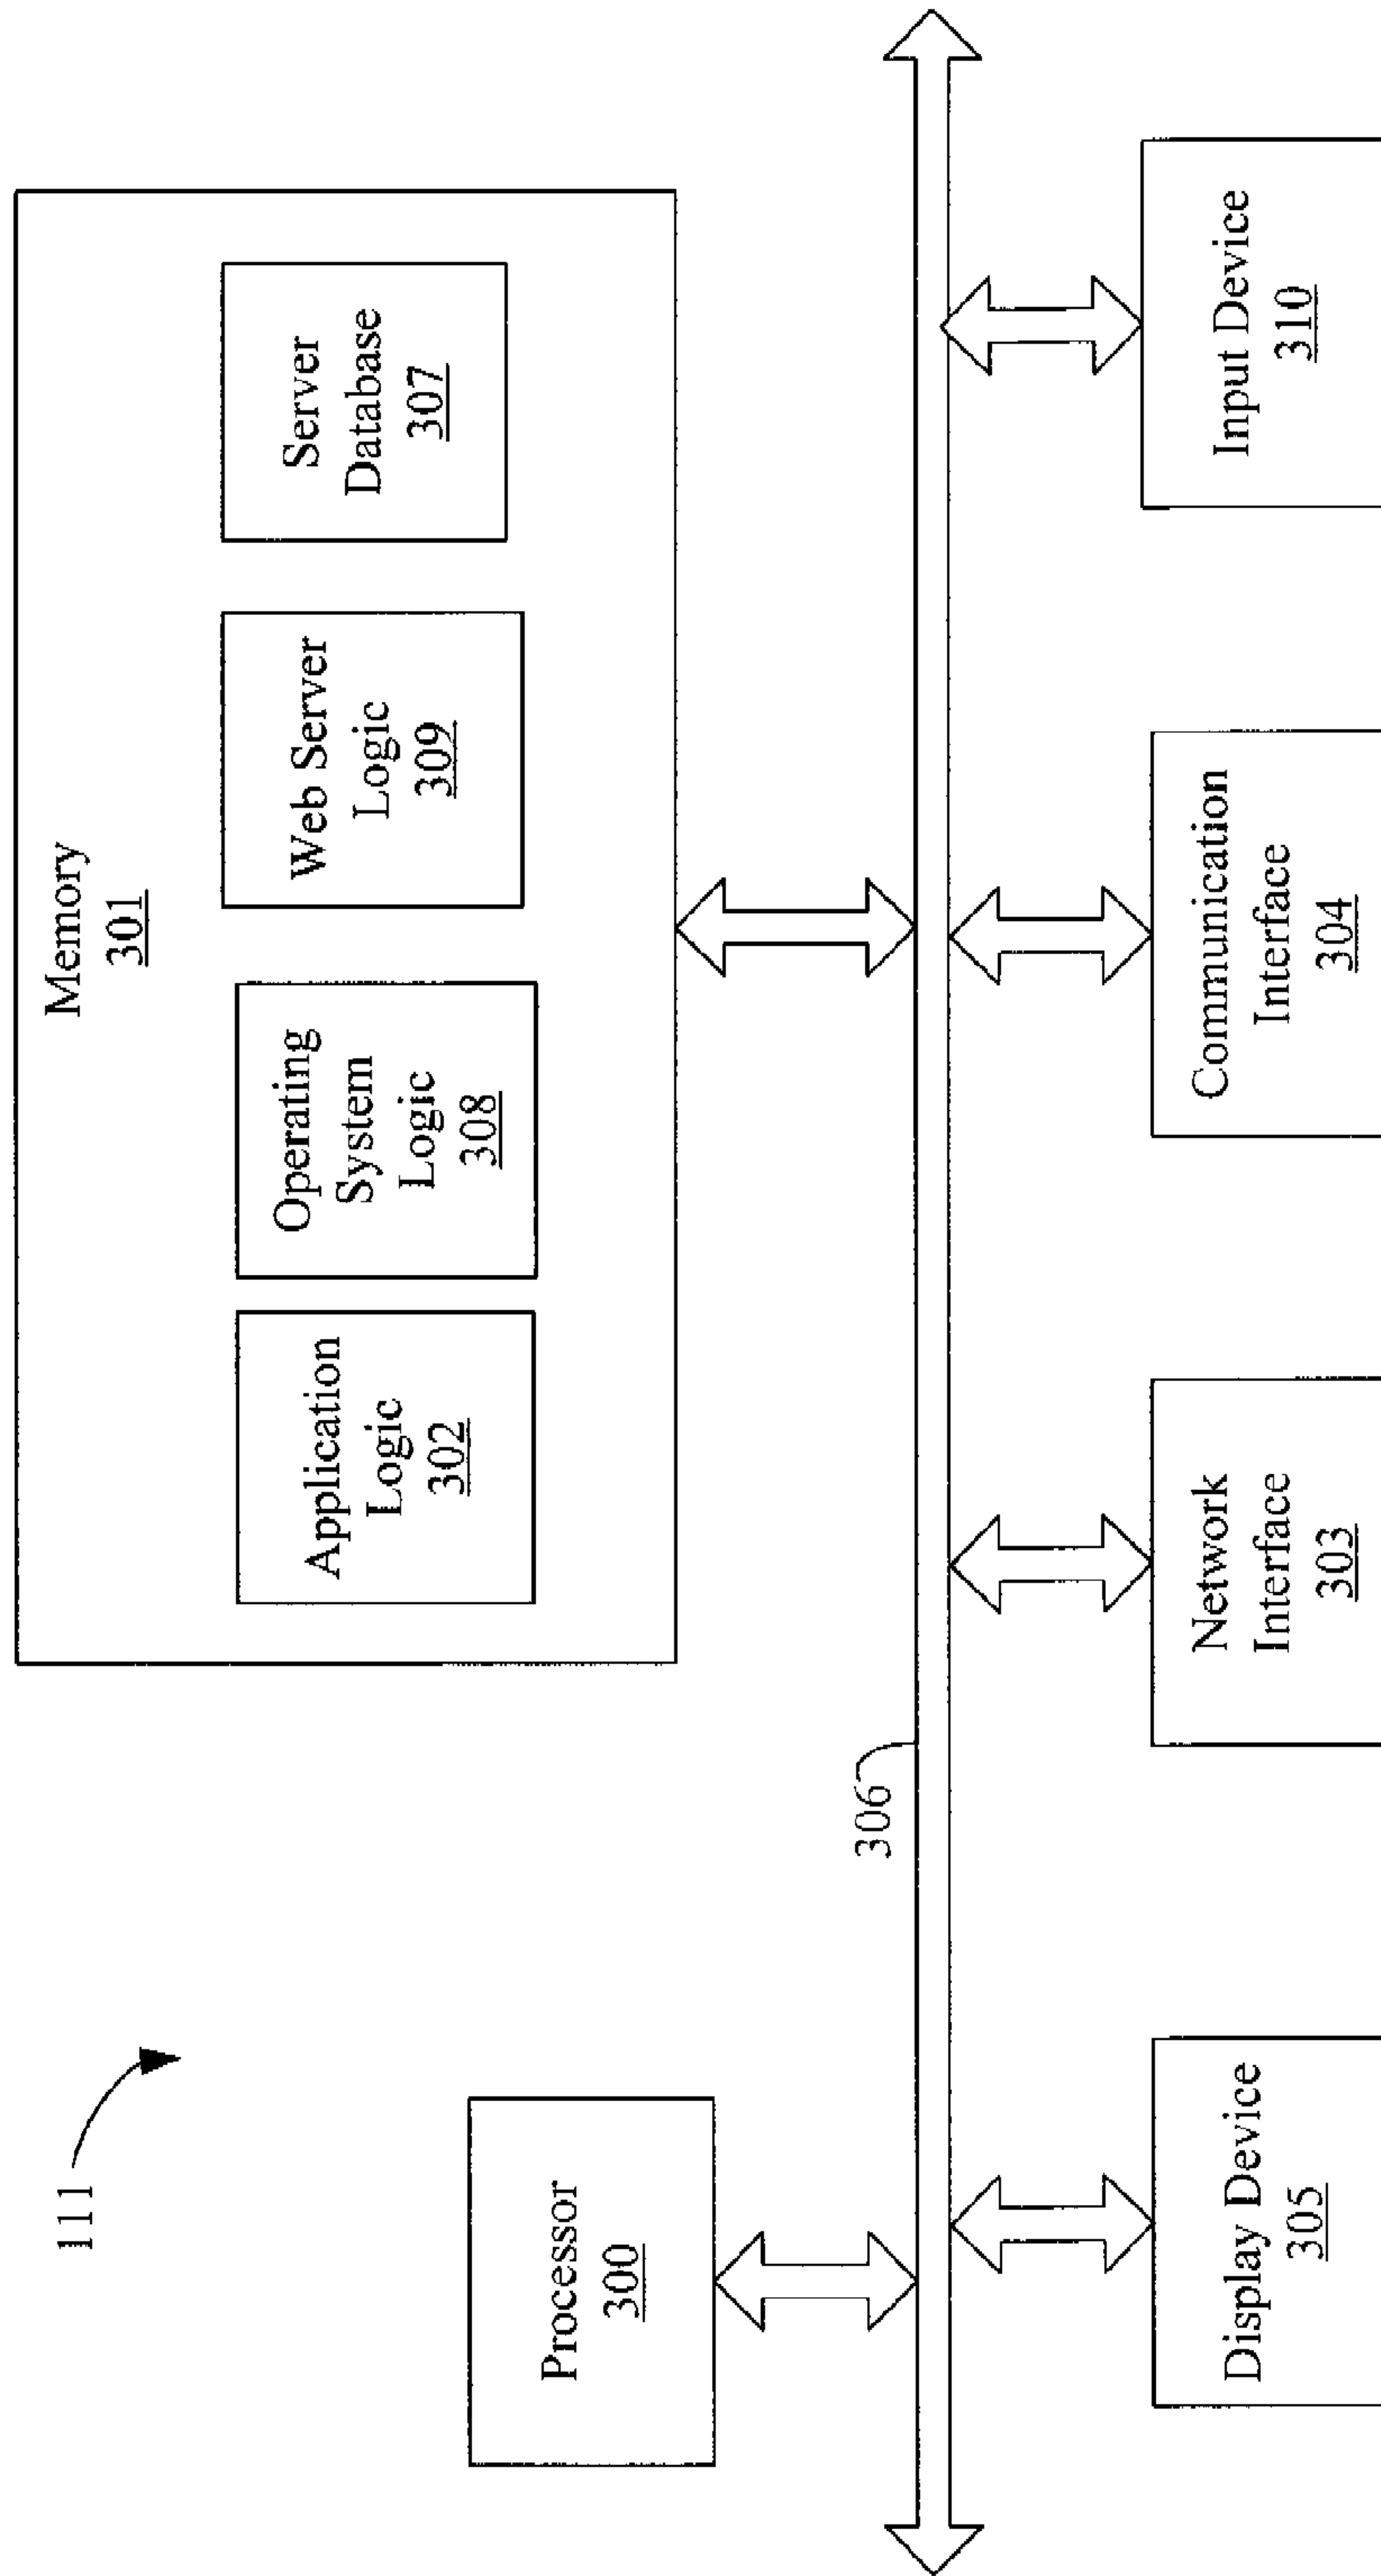 111
Memory
301
Application
Logic
302
Operating
System
Logic
308
Web Server
Logic
309
Server
Database
307
Processor
300
306
Display Device
305
Network
Interface
303
Communication
Interface
304
Input Device
310